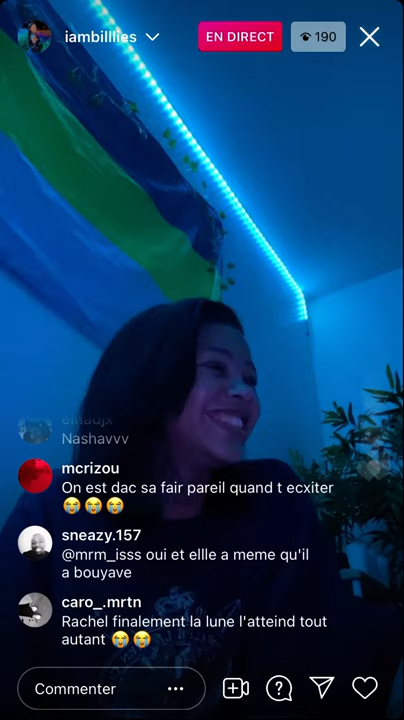 iambilllies
EN DIRECT
190
Nashavvv
mcrizou
On est dac sa fair pareil quand t ecxiter
😭😭😭
sneazy.157
@mrm_isss oui et ellle a meme qu'il
a bouyave
caro_.mrtn
Rachel finalement la lune l'atteind tout
autant 😭😭
Commenter